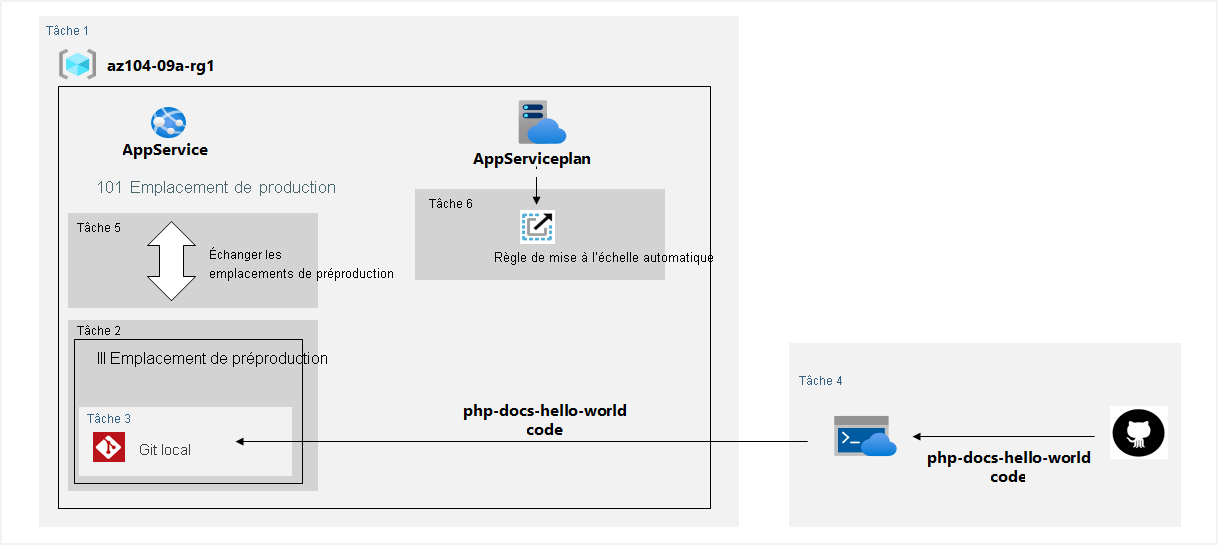 Tâche 1
az104-09a-rg1
AppService
AppServiceplan
101 Emplacement de production
Tâche 6
Règle de mise à l'échelle automatique
Tâche 5
Échanger les
emplacements de préproduction
Tâche 2
III Emplacement de préproduction
Tâche 3
Git local
php-docs-hello-world
code
Tâche 4
php-docs-hello-world
code